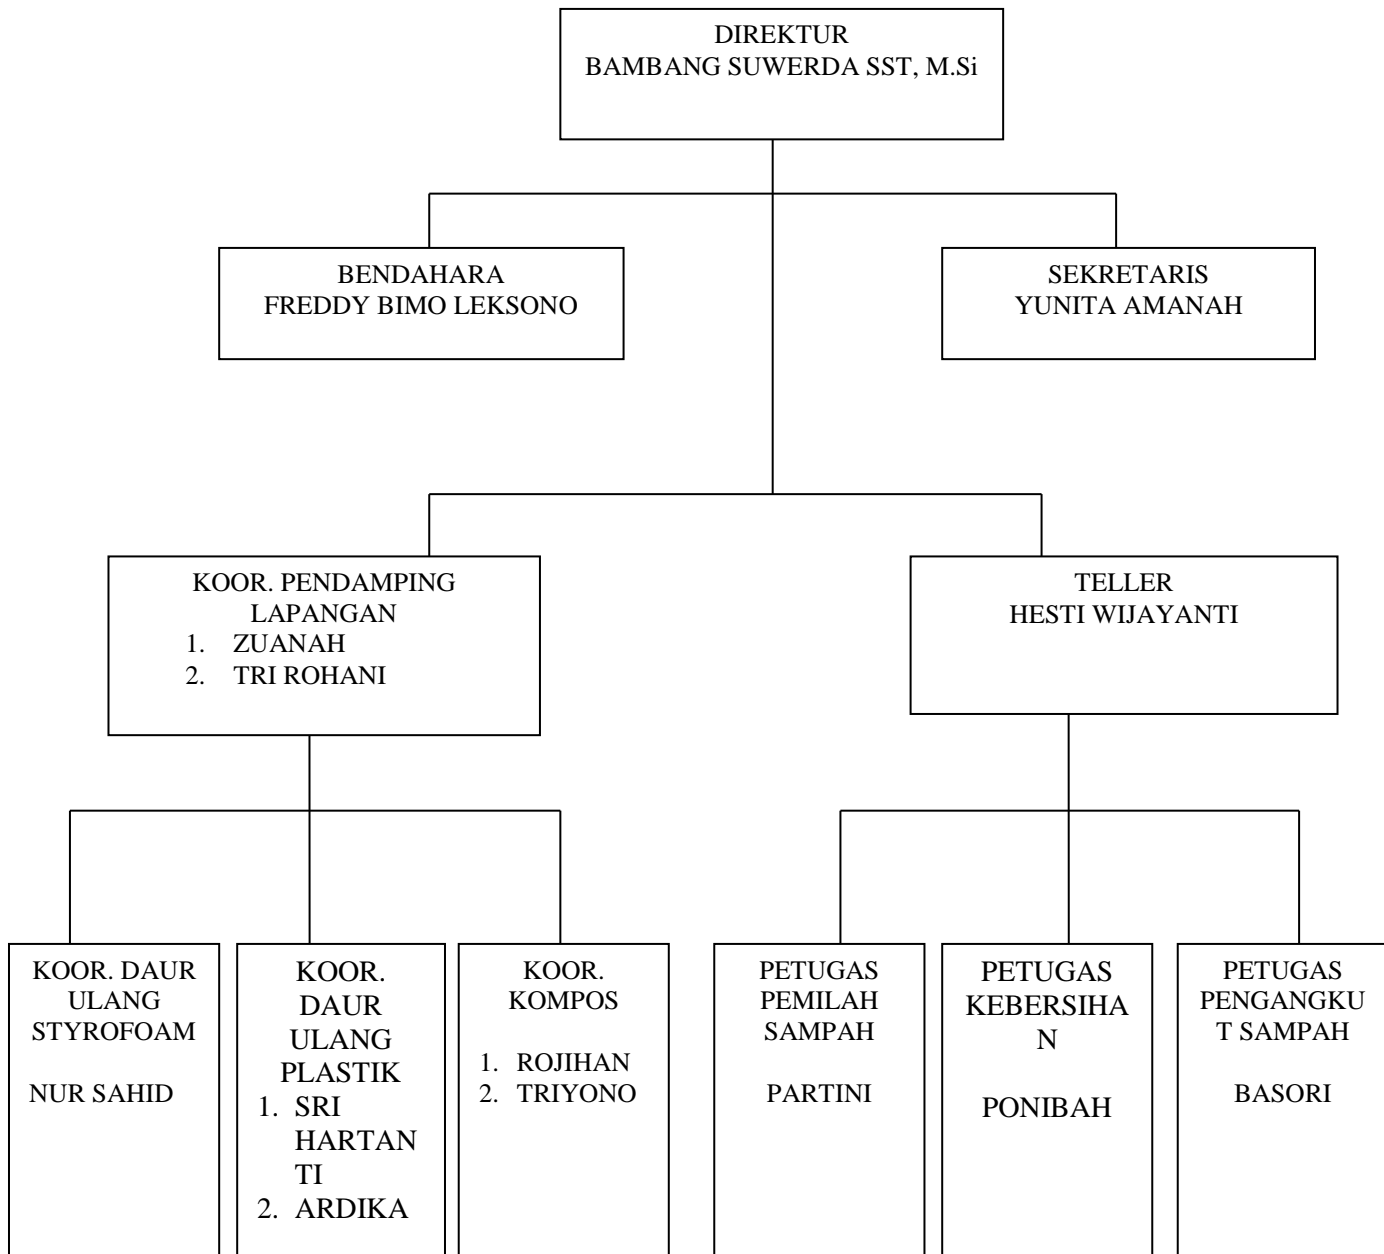 DIREKTUR
BAMBANG SUWERDA SST, M.Si
BENDAHARA
FREDDY BIMO LEKSONO
SEKRETARIS
YUNITA AMANAH
KOOR. PENDAMPING
LAPANGAN
1. ZUANAH
2. TRI ROHANI
TELLER
HESTI WIJAYANTI
KOOR. DAUR
ULANG
STYROFOAM
NUR SAHID
KOOR.
DAUR
ULANG
PLASTIK
1. SRI
HARTAN
TI
2. ARDIKA
KOOR.
KOMPOS
1. ROJIHAN
2. TRIYONO
PETUGAS
PEMILAH
SAMPAH
PARTINI
PETUGAS
KEBERSIHA
N
PONIBAH
PETUGAS
PENGANGKU
T SAMPAH
BASORI